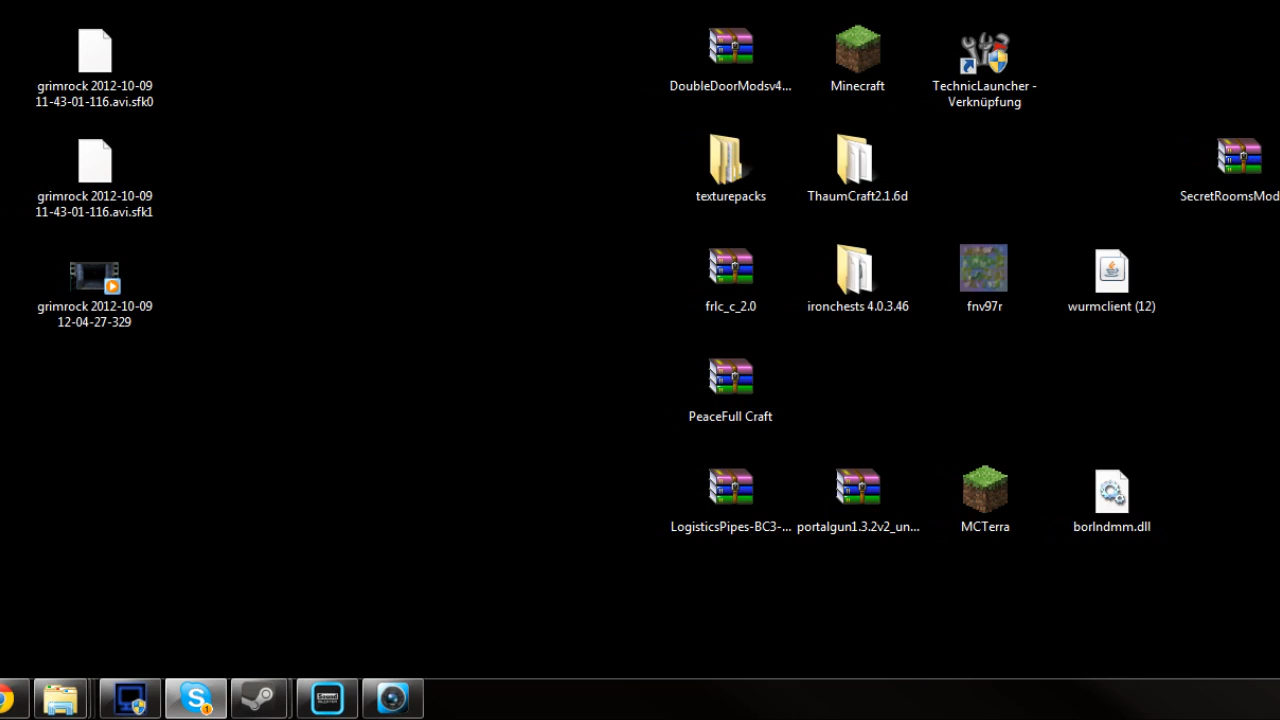 grimrock 2012-10-09
11-43-01-116.avi.sfk0
DoubleDoorModsv4...
Minecraft
TechnicLauncher -
Verknüpfung
grimrock 2012-10-09
11-43-01-116.avi.sfk1
texturepacks
ThaumCraft2.1.6d
SecretRoomsMod
grimrock 2012-10-09
12-04-27-329
frlc_c_2.0
ironchests 4.0.3.46
fnv97r
wurmclient (12)
PeaceFull Craft
LogisticsPipes-BC3-...
portalgun1.3.2v2_un...
MCTerra
borlndmm.dll